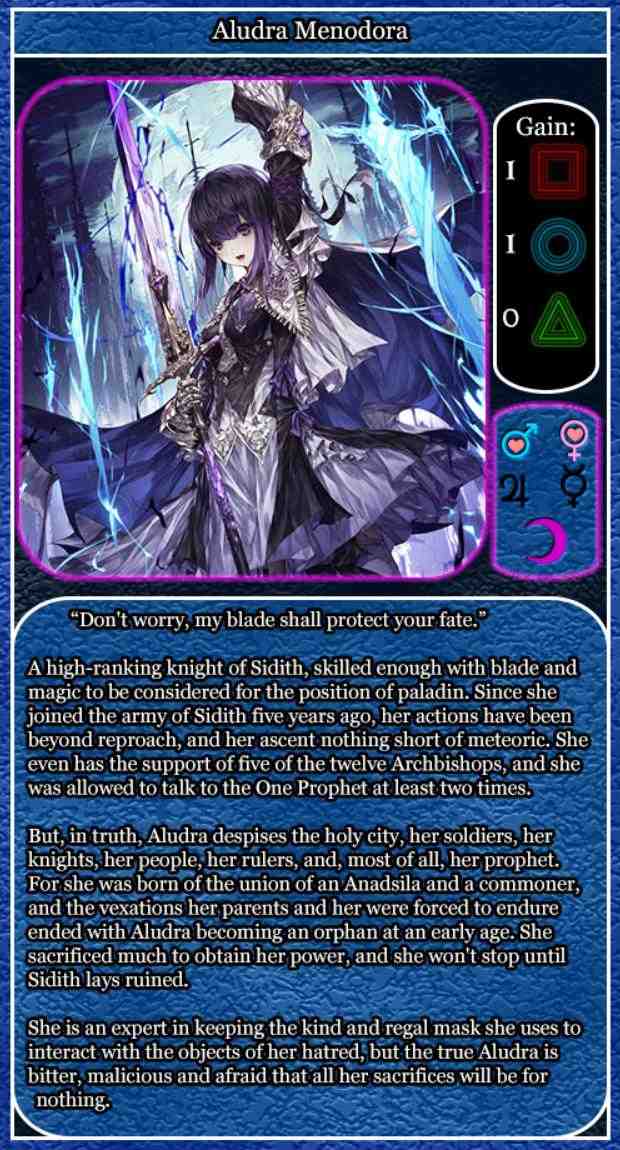 Aludra Menodora
Gain:
I
I
0
“Don't worry, my blade shall protect your fate.”
A high-ranking knight of Sidith, skilled enough with blade and
magic to be considered for the position of paladin. Since she
joined the army of Sidith five years ago, her actions have been
beyond reproach, and her ascent nothing short of meteoric. She
even has the support of five of the twelve Archbishops, and she
was allowed to talk to the One Prophet at least two times.
But, in truth, Aludra despises the holy city, her soldiers, her
knights, her people, her rulers, and, most of all, her prophet.
For she was born of the union of an Anadsila and a commoner,
and the vexations her parents and her were forced to endure
ended with Aludra becoming an orphan at an early age. She
sacrificed much to obtain her power, and she won't stop until
Sidith lays ruined.
She is an expert in keeping the kind and regal mask she uses to
interact with the objects of her hatred, but the true Aludra is
bitter, malicious and afraid that all her sacrifices will be for
nothing.